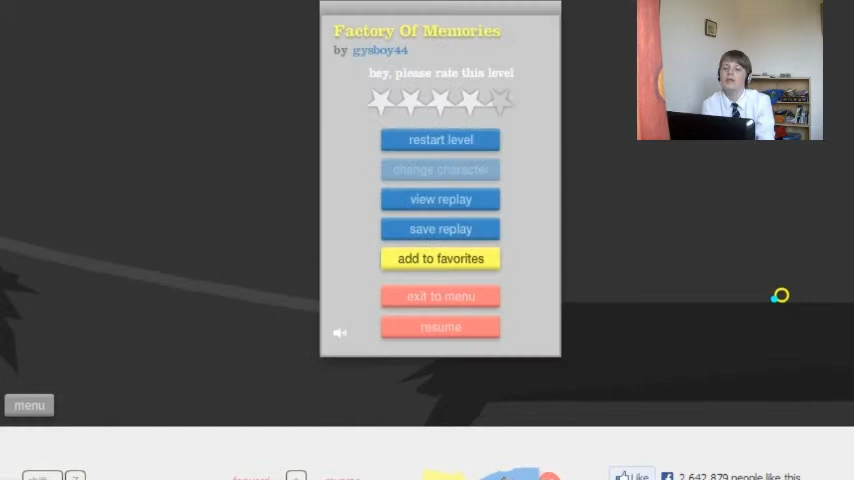 Factory Of Memories
by gysboy44
hey, please rate this level
restart level
change character
view replay
save replay
add to favorites
exit to menu
resume
menu
Like
2,642,879 people like this